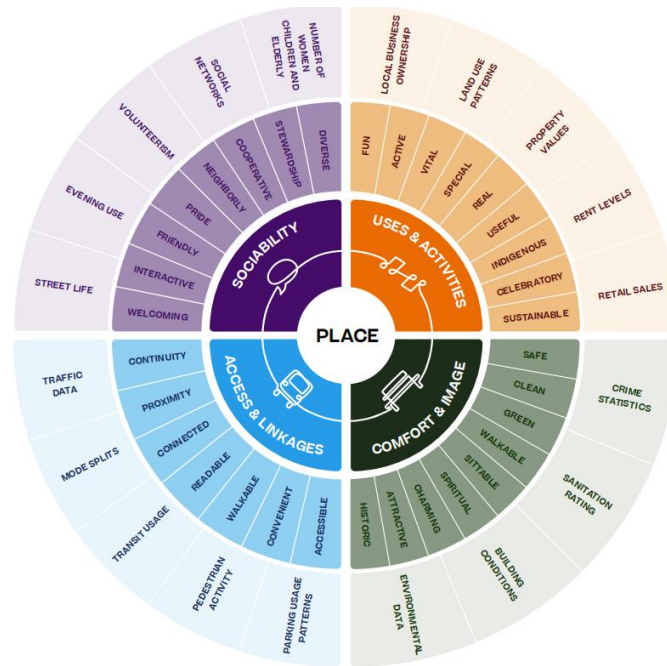 PLACE
SOCIABILITY
USES & ACTIVITIES
ACCESS & LINKAGES
COMFORT & IMAGE
WELCOMING
INTERACTIVE
FRIENDLY
PRIDE
NEIGHBORLY
COOPERATIVE
STEWARDSHIP
DIVERSE
FUN
ACTIVE
VITAL
SPECIAL
REAL
USEFUL
INDIGENOUS
CELEBRATORY
SUSTAINABLE
SAFE
CLEAN
GREEN
WALKABLE
SITTABLE
SPIRITUAL
CHARMING
ATTRACTIVE
HISTORIC
ACCESSIBLE
CONVENIENT
WALKABLE
READABLE
CONNECTED
PROXIMITY
CONTINUITY
STREET LIFE
EVENING USE
VOLUNTEERISM
SOCIAL
NETWORKS
NUMBER OF
WOMEN
CHILDREN AND
ELDERLY
LOCAL BUSINESS
OWNERSHIP
LAND USE
PATTERNS
PROPERTY
VALUES
RENT LEVELS
RETAIL SALES
CRIME
STATISTICS
SANITATION
RATING
BUILDING
CONDITIONS
ENVIRONMENTAL
DATA
PARKING USAGE
PATTERNS
PEDESTRIAN
ACTIVITY
TRANSIT USAGE
MODE SPLITS
TRAFFIC
DATA